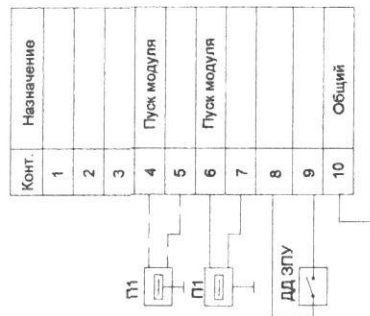 Конт. Назначение
1
2
3
4 Пуск модуля
5
6 Пуск модуля
7
8
9
10 Общий
П1
П1
ДД ЗПУ